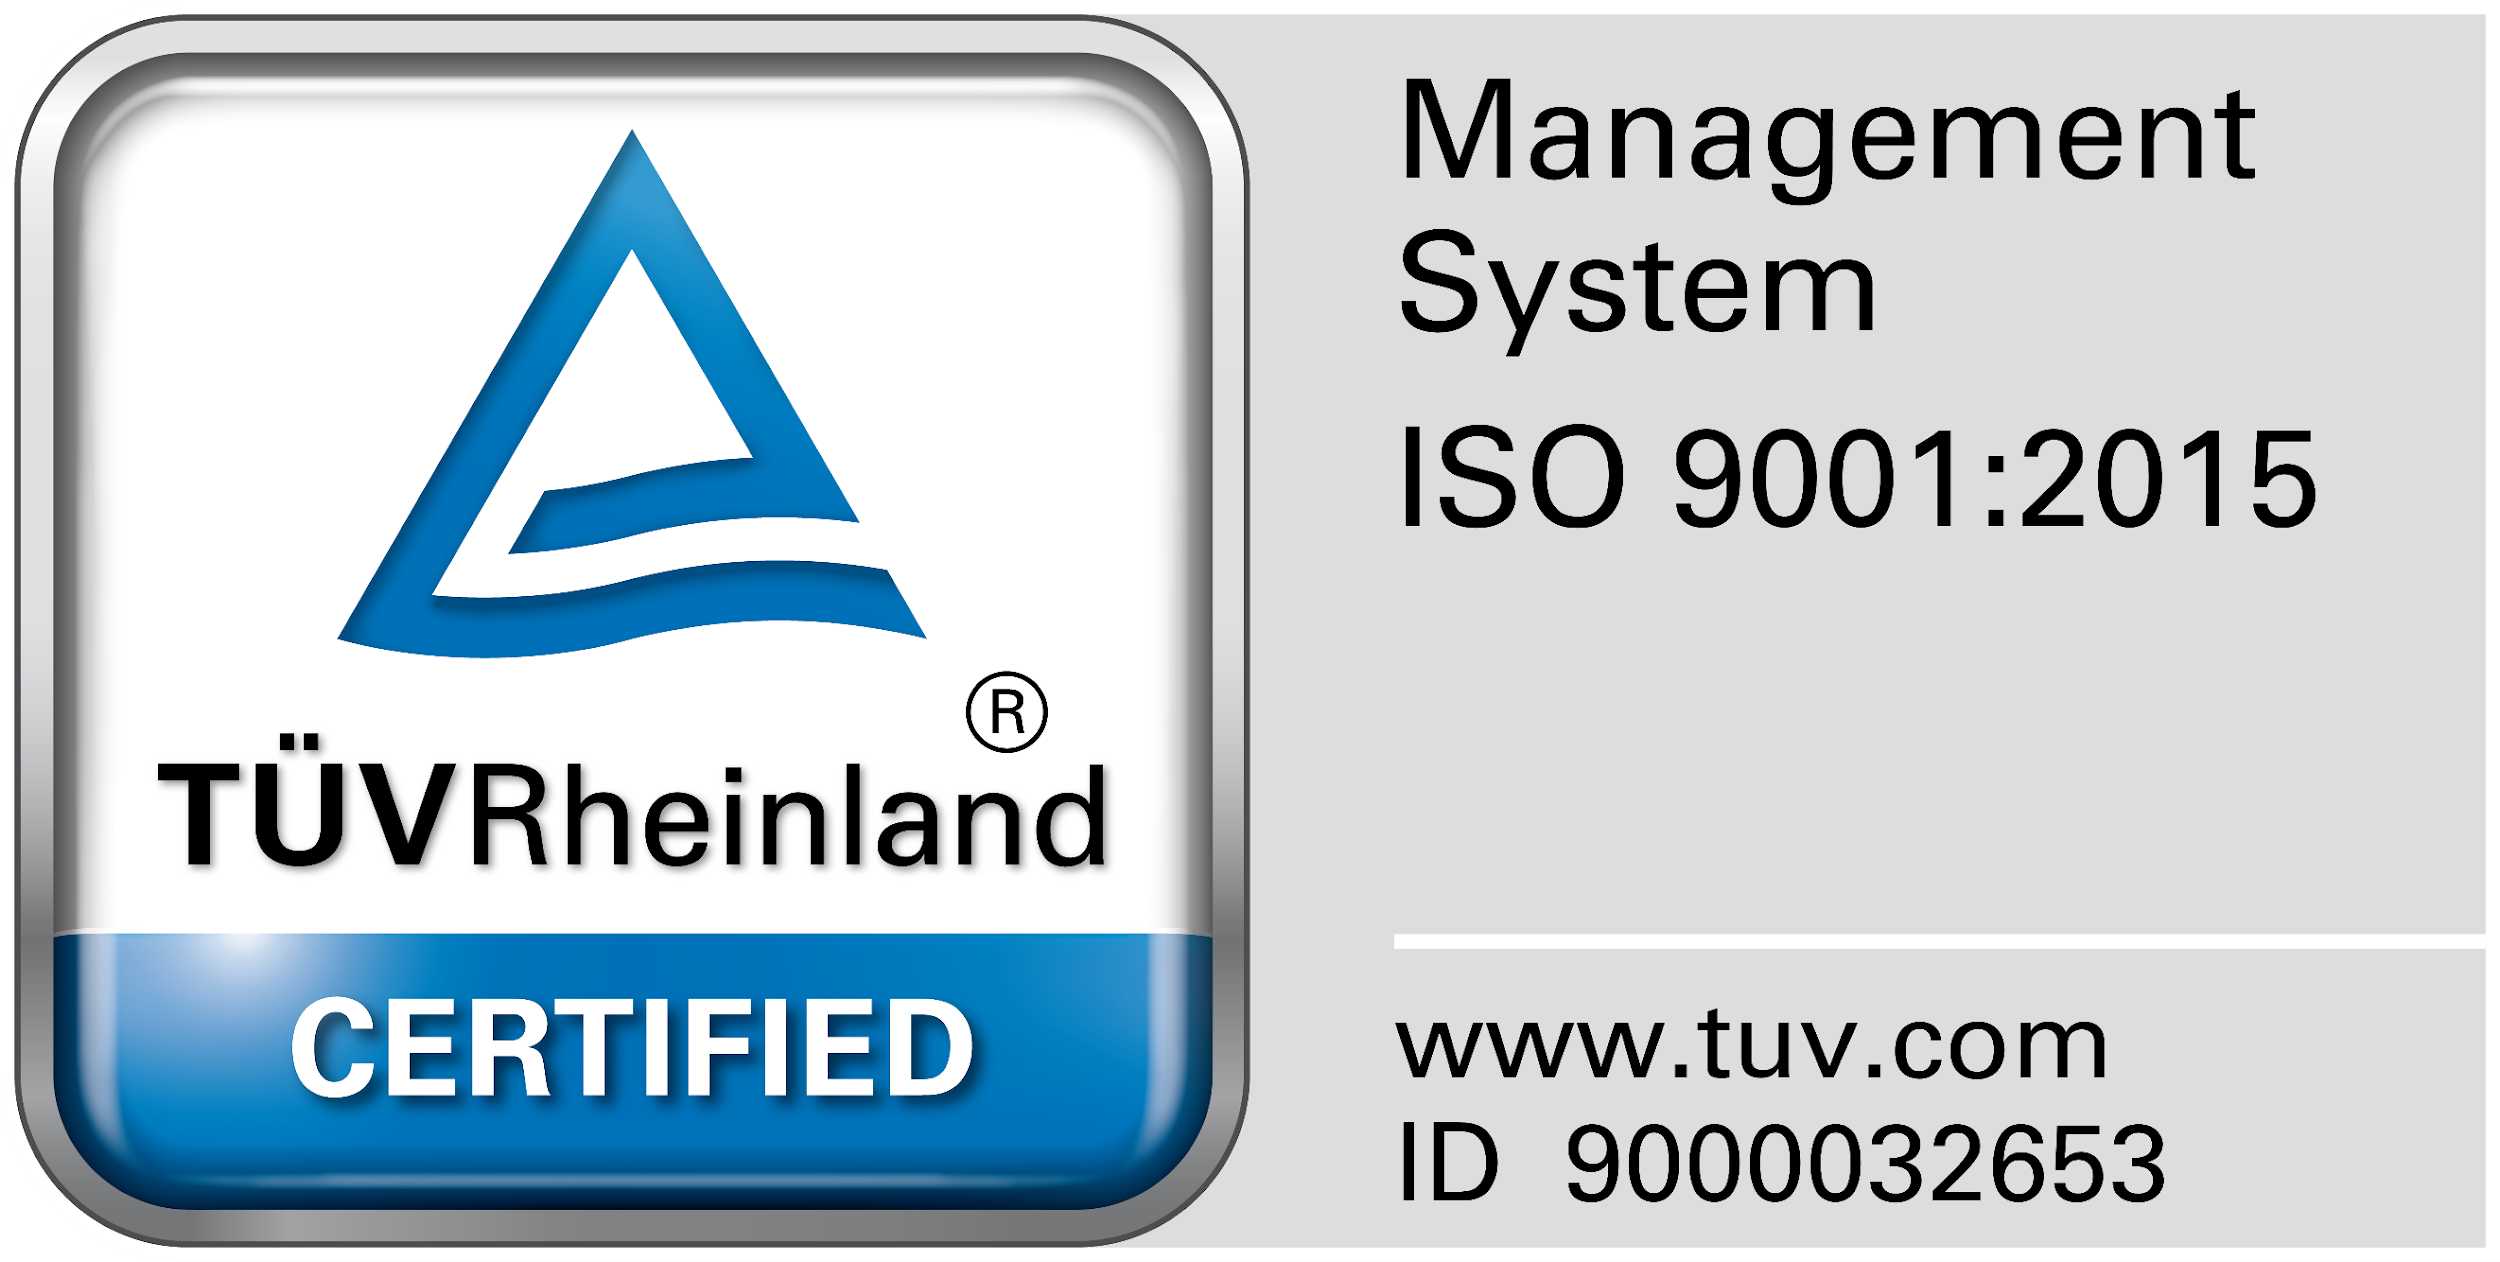 ®
TÜVRheinland
CERTIFIED
Management
System
ISO 9001:2015
www.tuv.com
ID 9000032653